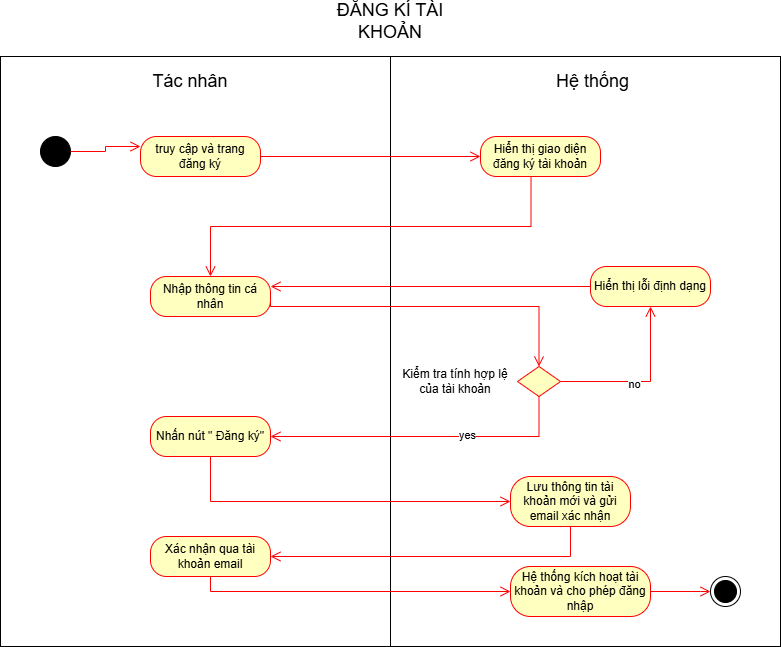 ĐĂNG KÍ TÀI
KHOẢN
Tác nhân
Hệ thống
truy cập và trang
đăng ký
Hiển thị giao diện
đăng ký tài khoản
Nhập thông tin cá
nhân
Hiển thị lỗi định dạng
Kiểm tra tính hợp lệ
của tài khoản
no
yes
Nhấn nút " Đăng ký"
Lưu thông tin tài
khoản mới và gửi
email xác nhận
Xác nhận qua tài
khoản email
Hệ thống kích hoạt tài
khoản và cho phép đăng
nhập